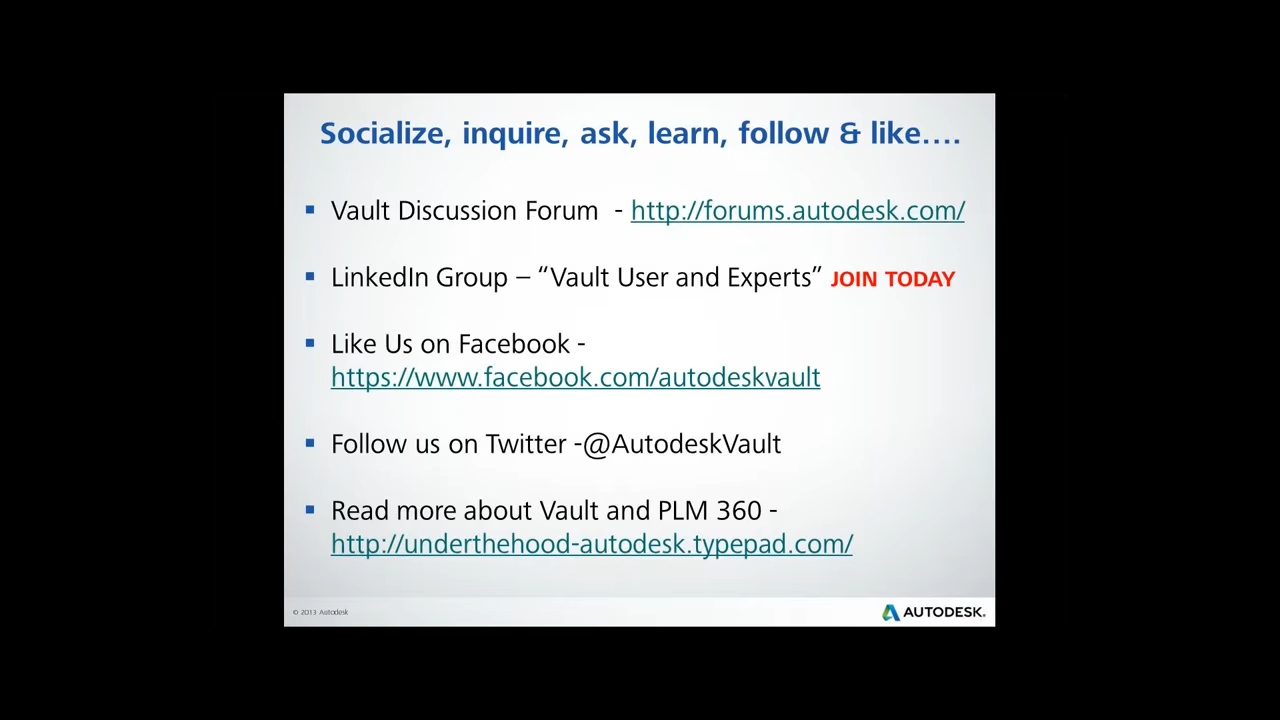 Socialize, inquire, ask, learn, follow & like....
Vault Discussion Forum - http://forums.autodesk.com/
LinkedIn Group – “Vault User and Experts” JOIN TODAY
Like Us on Facebook -
https://www.facebook.com/autodeskvault
Follow us on Twitter -@AutodeskVault
Read more about Vault and PLM 360 -
http://underthehood-autodesk.typepad.com/
© 2013 Autodesk
AUTODESK®